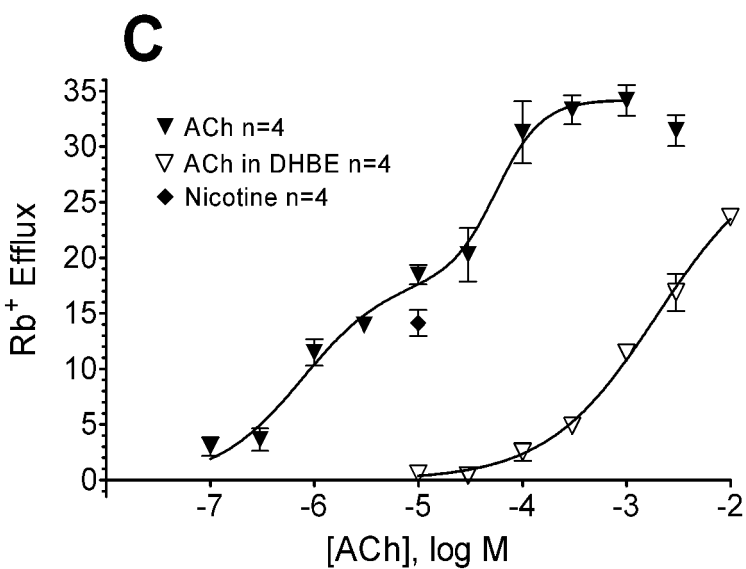 C
35
30
25
20
15
10
5
0
Rb⁺ Efflux
ACh n=4
ACh in DHBE n=4
Nicotine n=4
-7 -6 -5 -4 -3 -2
[ACh], log M